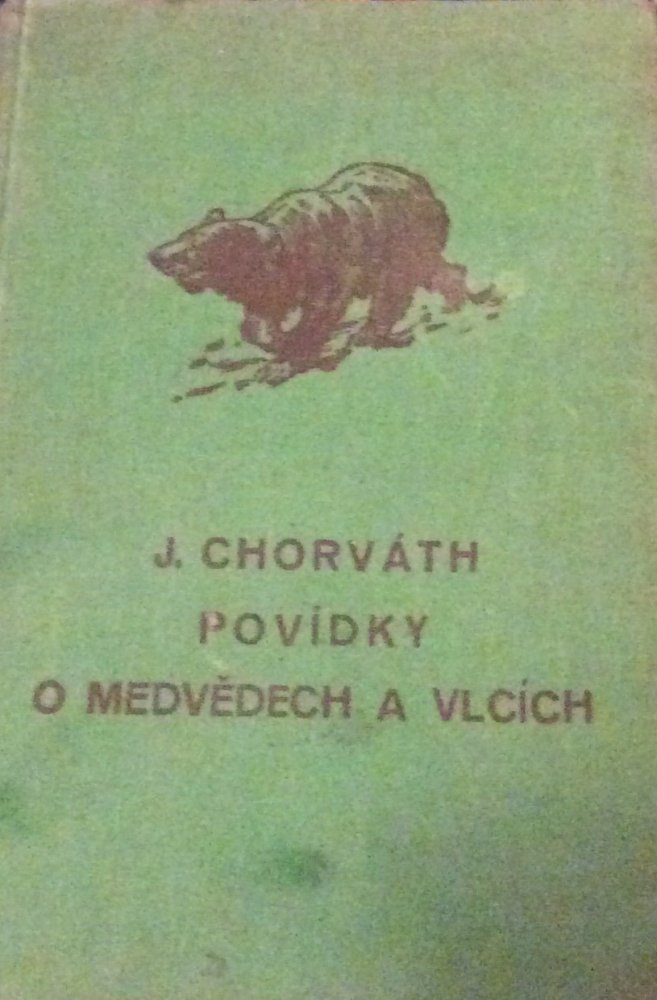 J. CHORVÁTH
POVÍDKY
O MEDVĚDECH A VLCÍCH